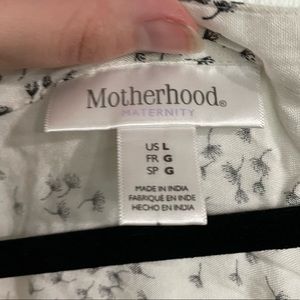 Motherhood®
MATERNITY
US L
FR G
SP G
MADE IN INDIA
FABRIQUÉ EN INDE
HECHO EN INDIA